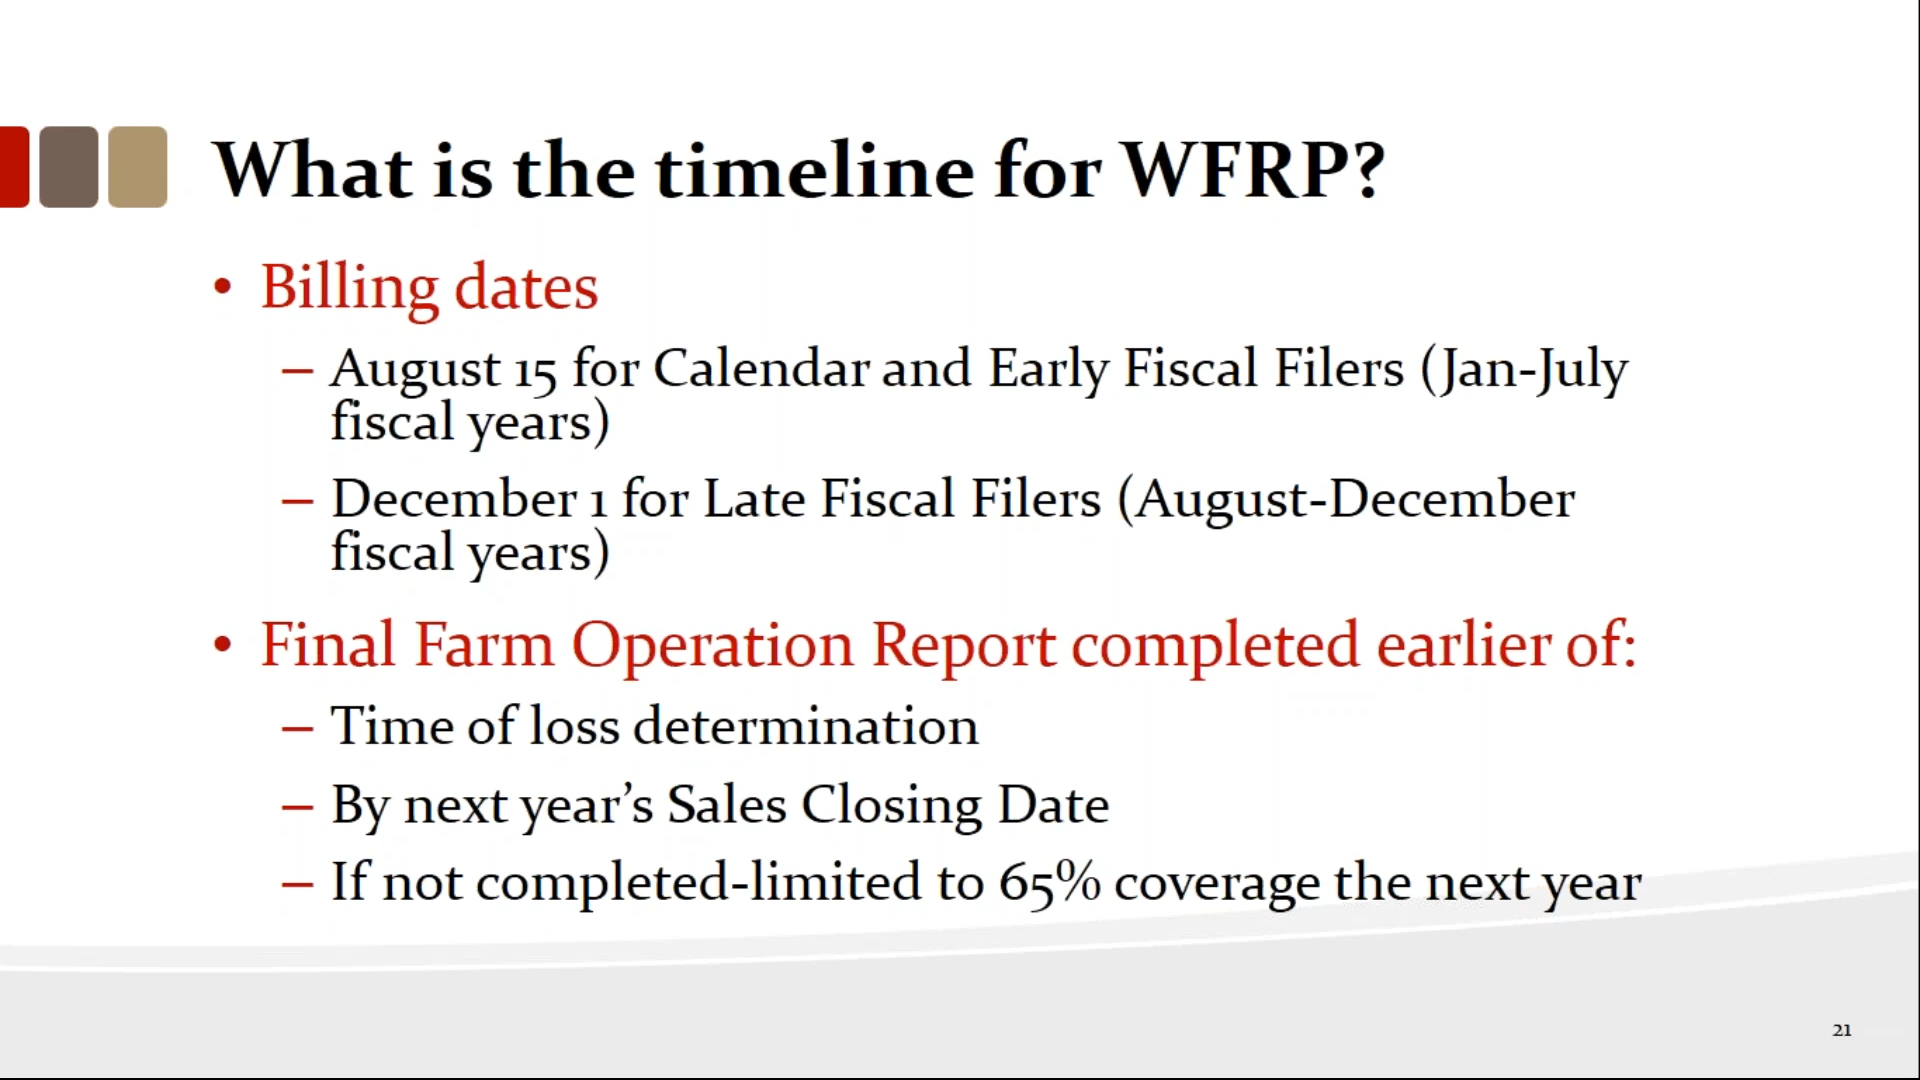 What is the timeline for WFRP?
• Billing dates
– August 15 for Calendar and Early Fiscal Filers (Jan-July
fiscal years)
– December 1 for Late Fiscal Filers (August-December
fiscal years)
• Final Farm Operation Report completed earlier of:
– Time of loss determination
– By next year’s Sales Closing Date
– If not completed-limited to 65% coverage the next year
21